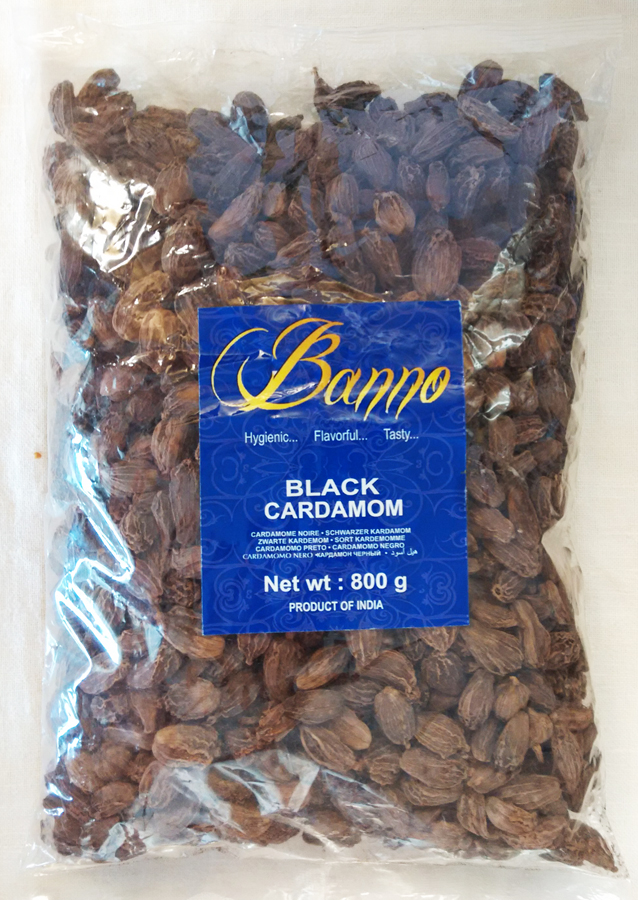 Banno
Hygienic... Flavorful... Tasty...
BLACK
CARDAMOM
CARDAMOME NOIRE • SCHWARZER KARDAMOM
ZWARTE KARDEMOM • SORT KARDEMOMME
CARDAMOMO PRETO • CARDAMOMO NEGRO
CARDAMOMO NERO •КАРДАМОН ЧЕРНЫЙ • هيل أسود •
Net wt : 800 g
PRODUCT OF INDIA